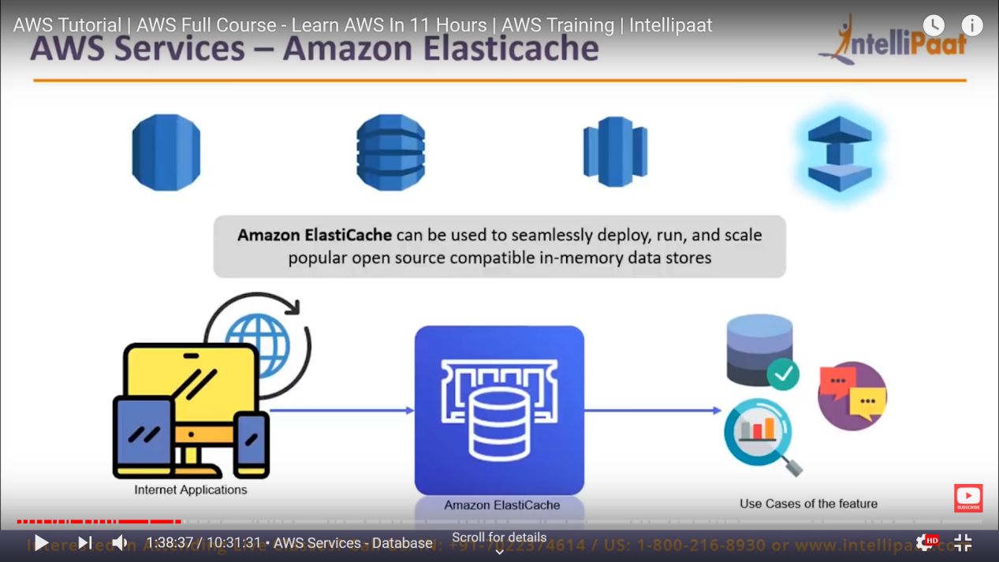 AWS Tutorial | AWS Full Course - Learn AWS In 11 Hours | AWS Training | Intellipaat
AWS Services – Amazon Elasticache
IntelliPaat
Amazon ElastiCache can be used to seamlessly deploy, run, and scale
popular open source compatible in-memory data stores
Internet Applications
Amazon ElastiCache
Use Cases of the feature
SUBSCRIBE
1:38:37 / 10:31:31 • AWS Services - Database
Scroll for details
HD
+91-7022374614 / US: 1-800-216-8930 or www.intellipaat.com